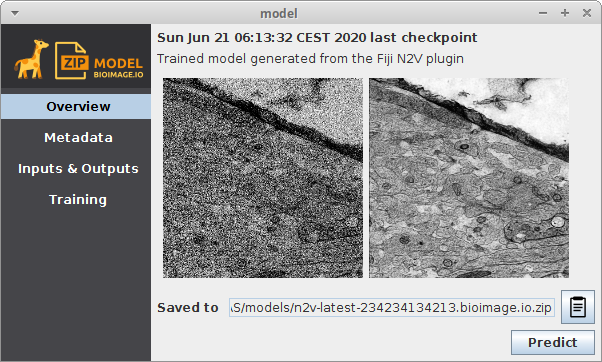 model
Sun Jun 21 06:13:32 CEST 2020 last checkpoint
Trained model generated from the Fiji N2V plugin
ZIP MODEL
BIOIMAGE.IO
Overview
Metadata
Inputs & Outputs
Training
Saved to S/models/n2v-latest-234234134213.bioimage.io.zip
Predict